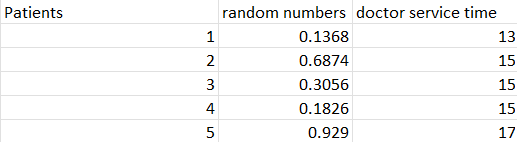 Patients random numbers doctor service time
1 0.1368 13
2 0.6874 15
3 0.3056 15
4 0.1826 15
5 0.929 17